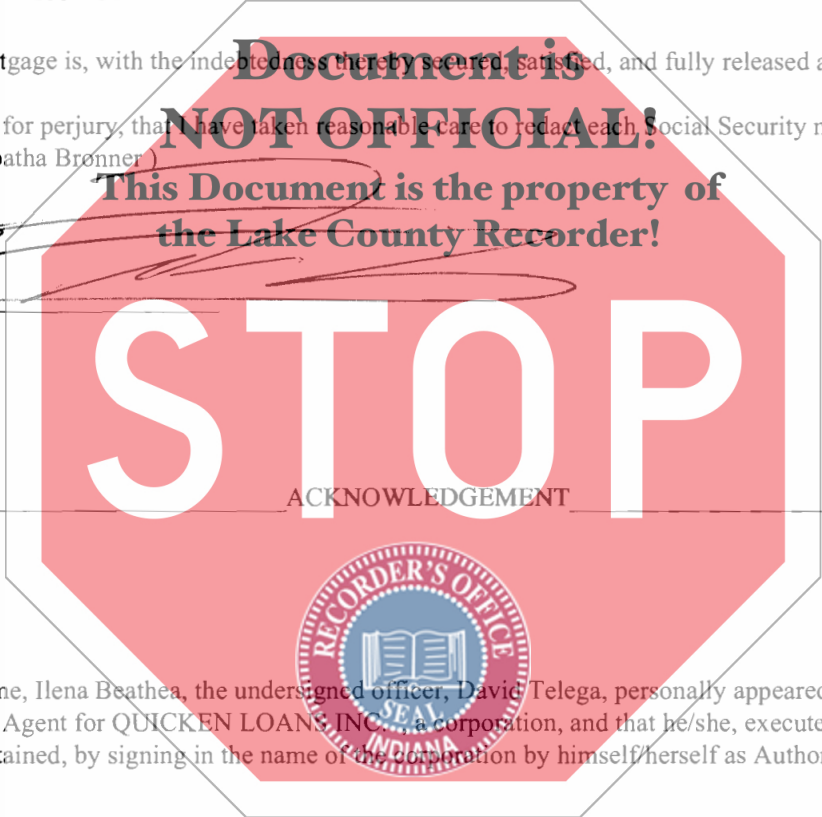 tgage is, with the indebtedness thereby secured, satisfied, and fully released a
Document is
for perjury, that I have taken reasonable care to redact each Social Security n
NOT OFFICIAL!
atha Bronner )
This Document is the property of
the Lake County Recorder!
STOP
ACKNOWLEDGEMENT
RECORDER'S OFFICE
SEAL
INDIANA
ne, Ilena Beathea, the undersigned officer, David Telega, personally appeared
Agent for QUICKEN LOANS INC. , a corporation, and that he/she, execute
tained, by signing in the name of the corporation by himself/herself as Author